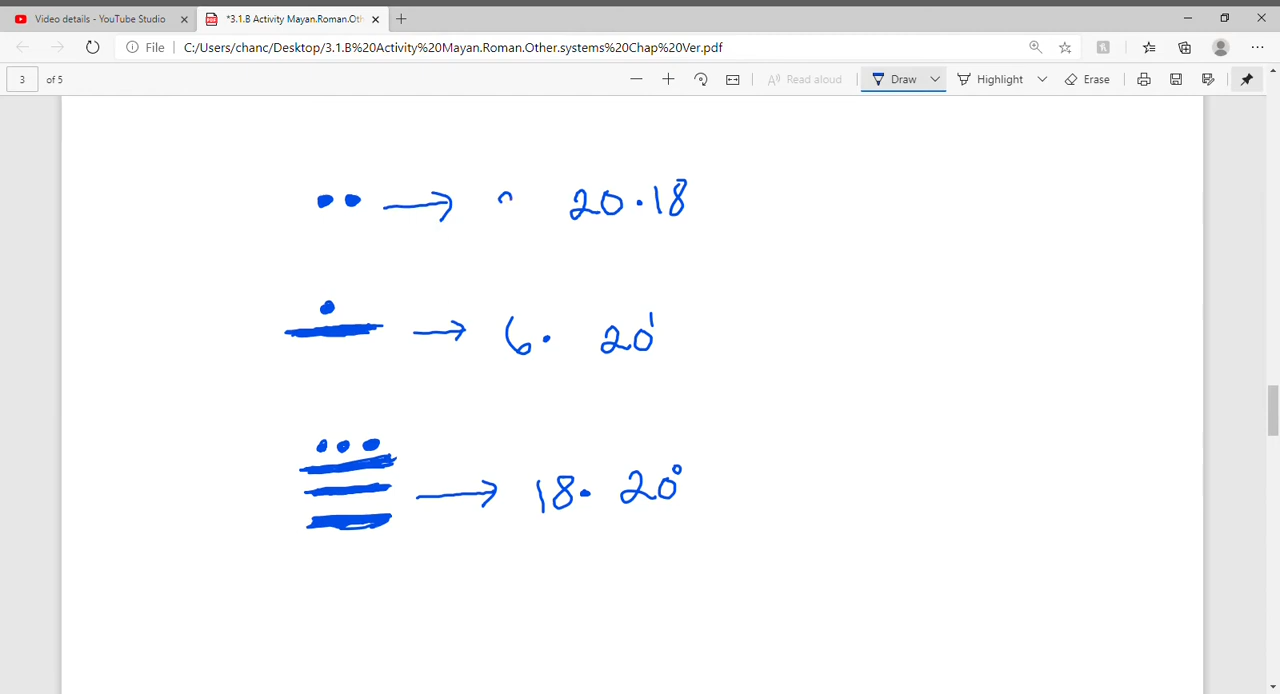 Video details - YouTube Studio
*3.1.B Activity Mayan.Roman.Oth
File C:/Users/chanc/Desktop/3.1.B%20Activity%20Mayan.Roman.Other.systems%20Chap%20Ver.pdf
3 of 5 Read aloud Draw Highlight Erase
•• → 20·18
→ 6· 20¹
→ 18· 20⁰